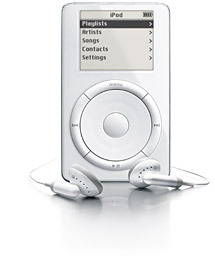 iPod
Playlists >
Artists >
Songs >
Contacts >
Settings >